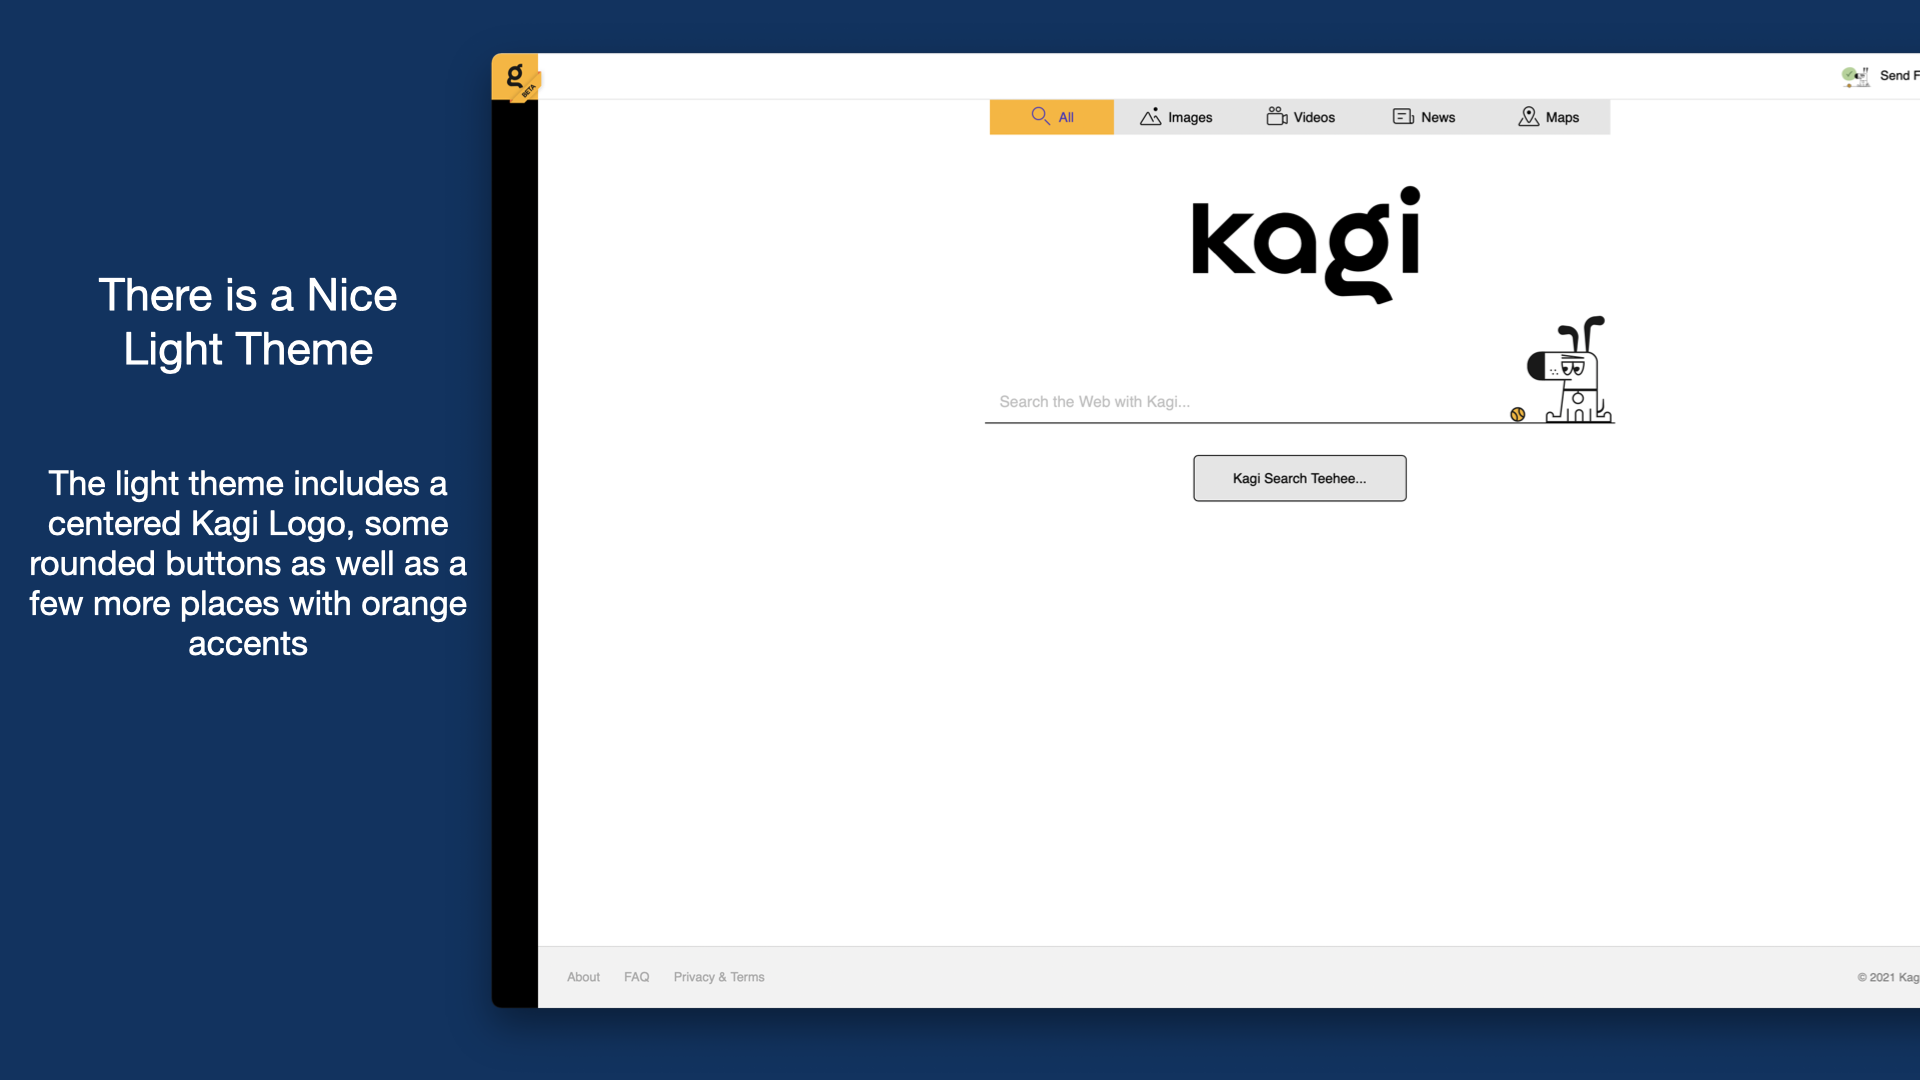 There is a Nice
Light Theme
The light theme includes a
centered Kagi Logo, some
rounded buttons as well as a
few more places with orange
accents
g
BETA
Send F
All Images Videos News Maps
kagi
Search the Web with Kagi...
Kagi Search Teehee...
About FAQ Privacy & Terms
© 2021 Kag